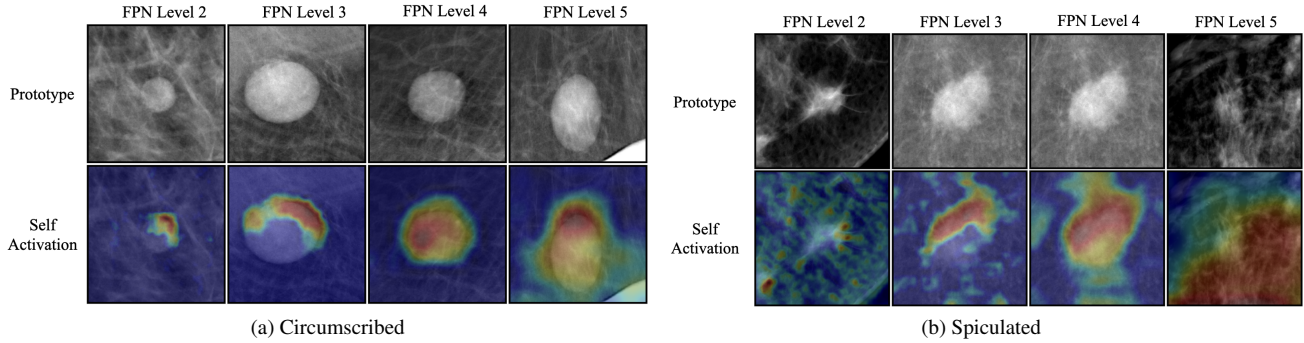 FPN Level 2 FPN Level 3 FPN Level 4 FPN Level 5
Prototype
Self
Activation
(a) Circumscribed
FPN Level 2 FPN Level 3 FPN Level 4 FPN Level 5
Prototype
Self
Activation
(b) Spiculated